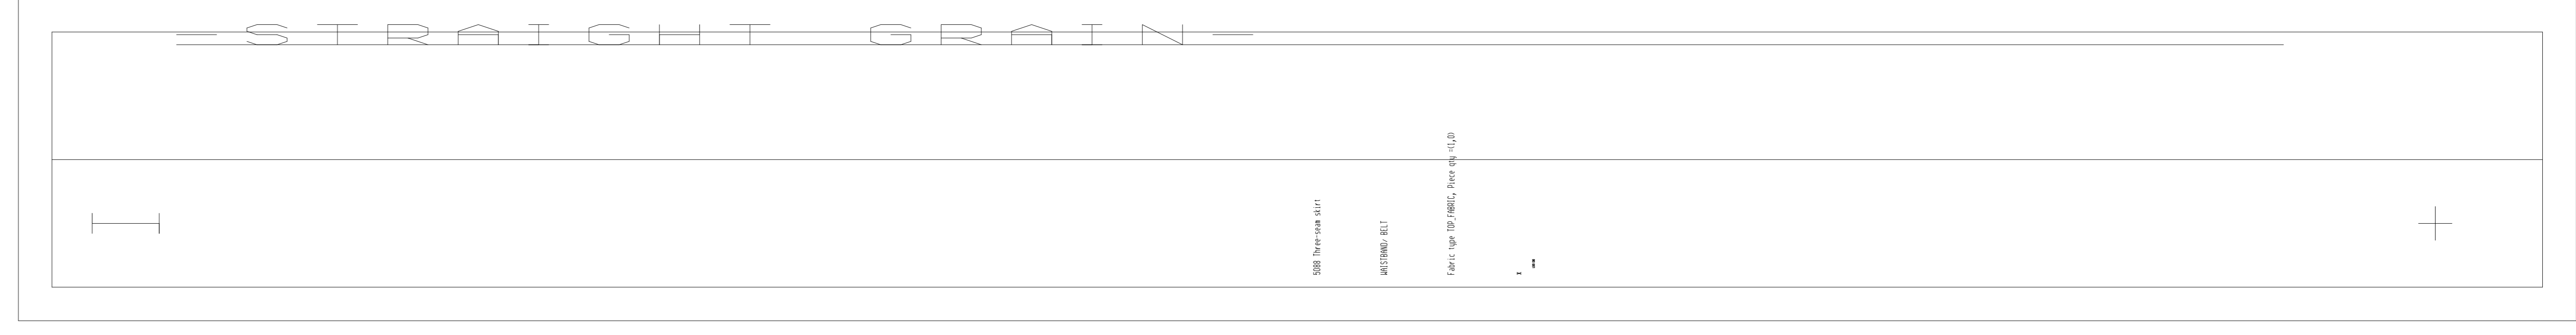 - STRAIGHT GRAIN -
5088 Three-seam skirt
WAISTBAND/ BELT
Fabric type TOP_FABRIC, Piece qty =(1,0)